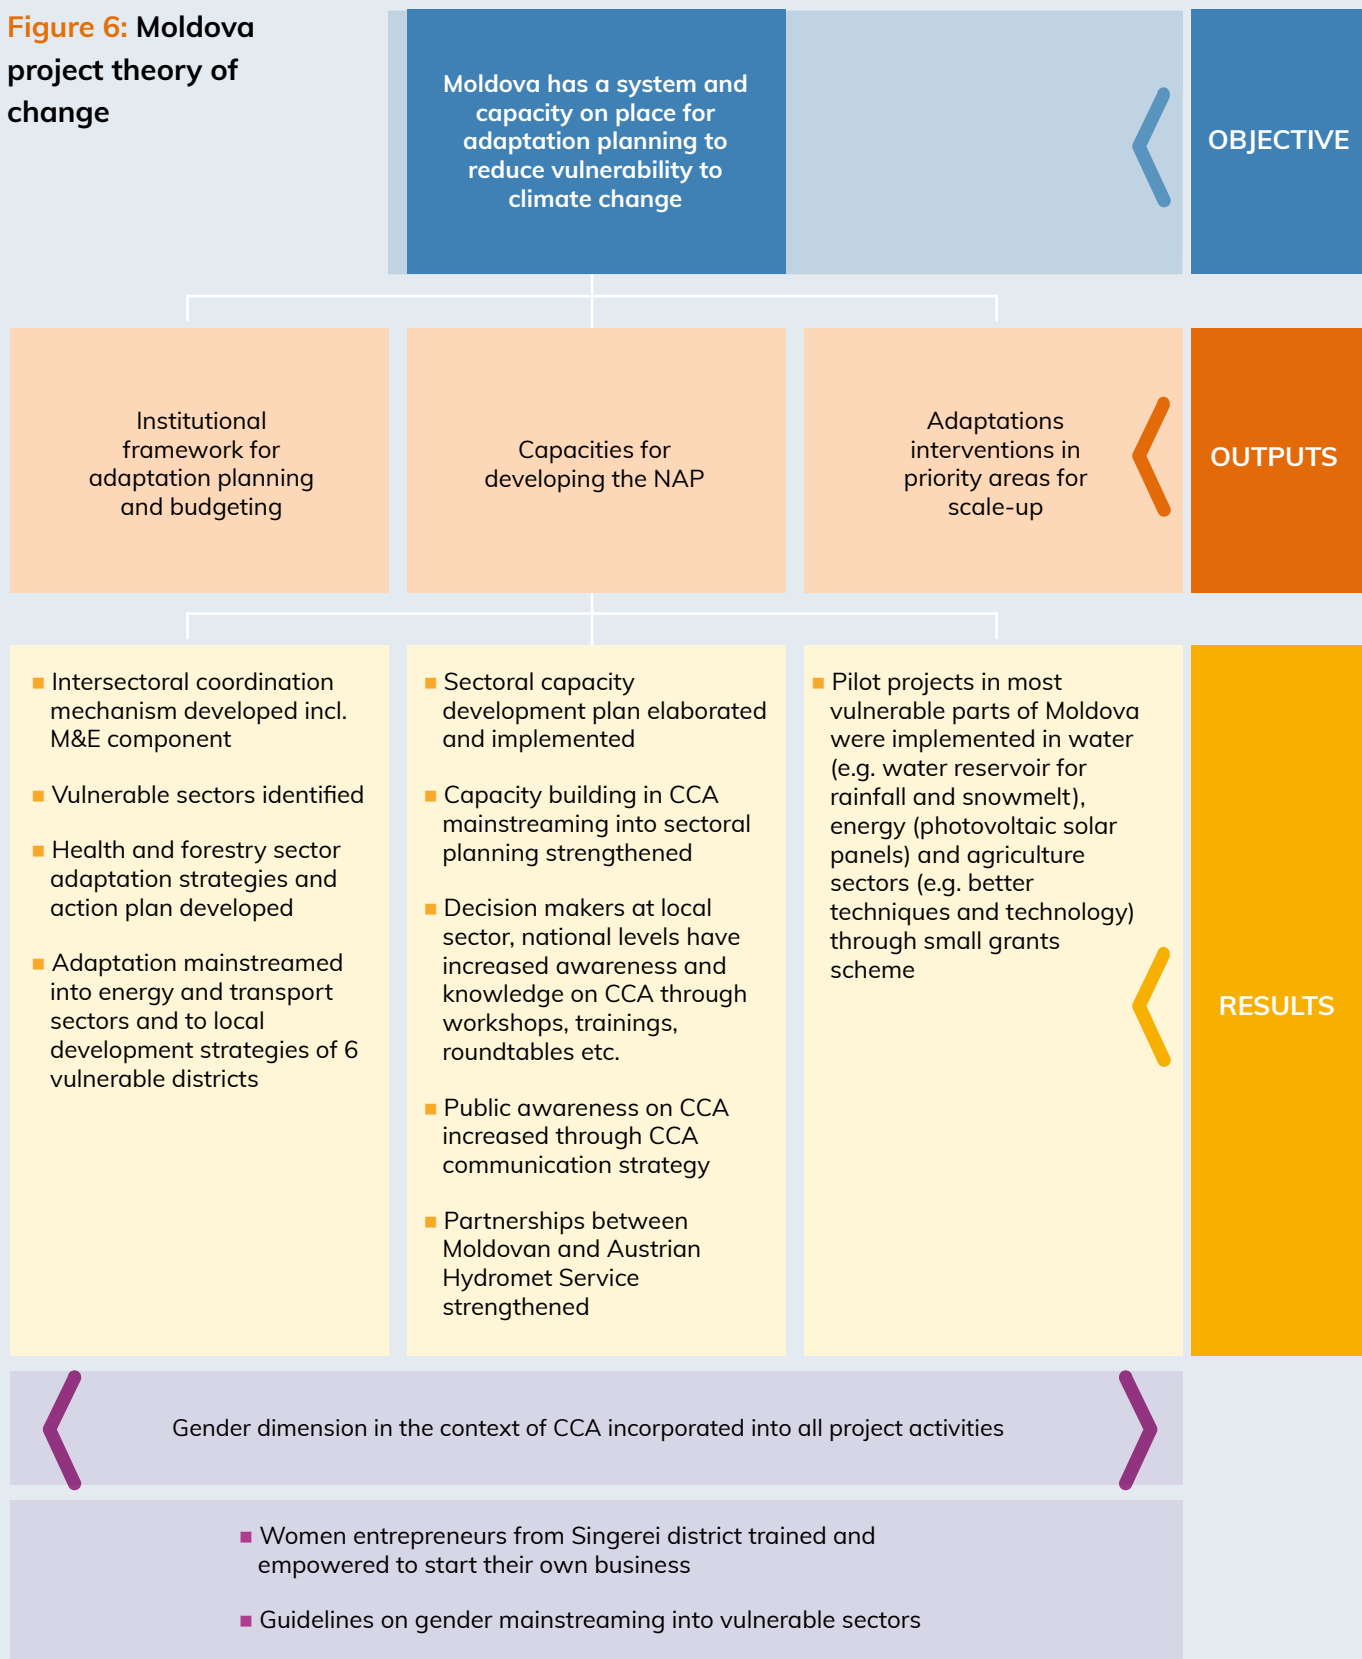 Figure 6: Moldova
project theory of
change
Moldova has a system and
capacity on place for
adaptation planning to
reduce vulnerability to
climate change
OBJECTIVE
Institutional
framework for
adaptation planning
and budgeting
Capacities for
developing the NAP
Adaptations
interventions in
priority areas for
scale-up
OUTPUTS
■ Intersectoral coordination
mechanism developed incl.
M&E component
■ Vulnerable sectors identified
■ Health and forestry sector
adaptation strategies and
action plan developed
■ Adaptation mainstreamed
into energy and transport
sectors and to local
development strategies of 6
vulnerable districts
■ Sectoral capacity
development plan elaborated
and implemented
■ Capacity building in CCA
mainstreaming into sectoral
planning strengthened
■ Decision makers at local
sector, national levels have
increased awareness and
knowledge on CCA through
workshops, trainings,
roundtables etc.
■ Public awareness on CCA
increased through CCA
communication strategy
■ Partnerships between
Moldovan and Austrian
Hydromet Service
strengthened
■ Pilot projects in most
vulnerable parts of Moldova
were implemented in water
(e.g. water reservoir for
rainfall and snowmelt),
energy (photovoltaic solar
panels) and agriculture
sectors (e.g. better
techniques and technology)
through small grants
scheme
RESULTS
Gender dimension in the context of CCA incorporated into all project activities
■ Women entrepreneurs from Singerei district trained and
empowered to start their own business
■ Guidelines on gender mainstreaming into vulnerable sectors